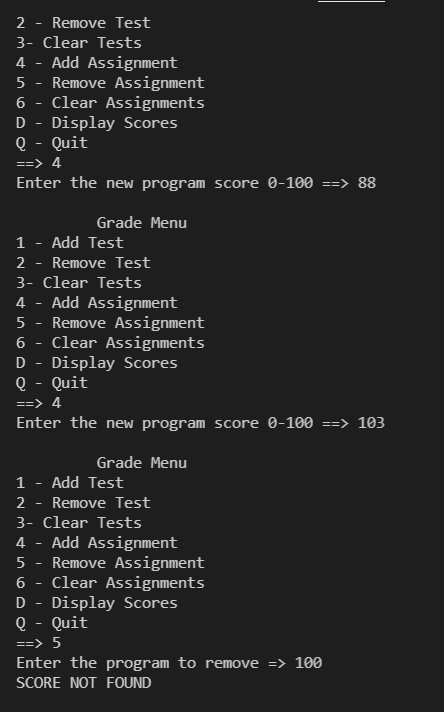 2 - Remove Test
3- Clear Tests
4 - Add Assignment
5 - Remove Assignment
6 - Clear Assignments
D - Display Scores
Q - Quit
==> 4
Enter the new program score 0-100 ==> 88
Grade Menu
1 - Add Test
2 - Remove Test
3- Clear Tests
4 - Add Assignment
5 - Remove Assignment
6 - Clear Assignments
D - Display Scores
Q - Quit
==> 4
Enter the new program score 0-100 ==> 103
Grade Menu
1 - Add Test
2 - Remove Test
3- Clear Tests
4 - Add Assignment
5 - Remove Assignment
6 - Clear Assignments
D - Display Scores
Q - Quit
==> 5
Enter the program to remove => 100
SCORE NOT FOUND